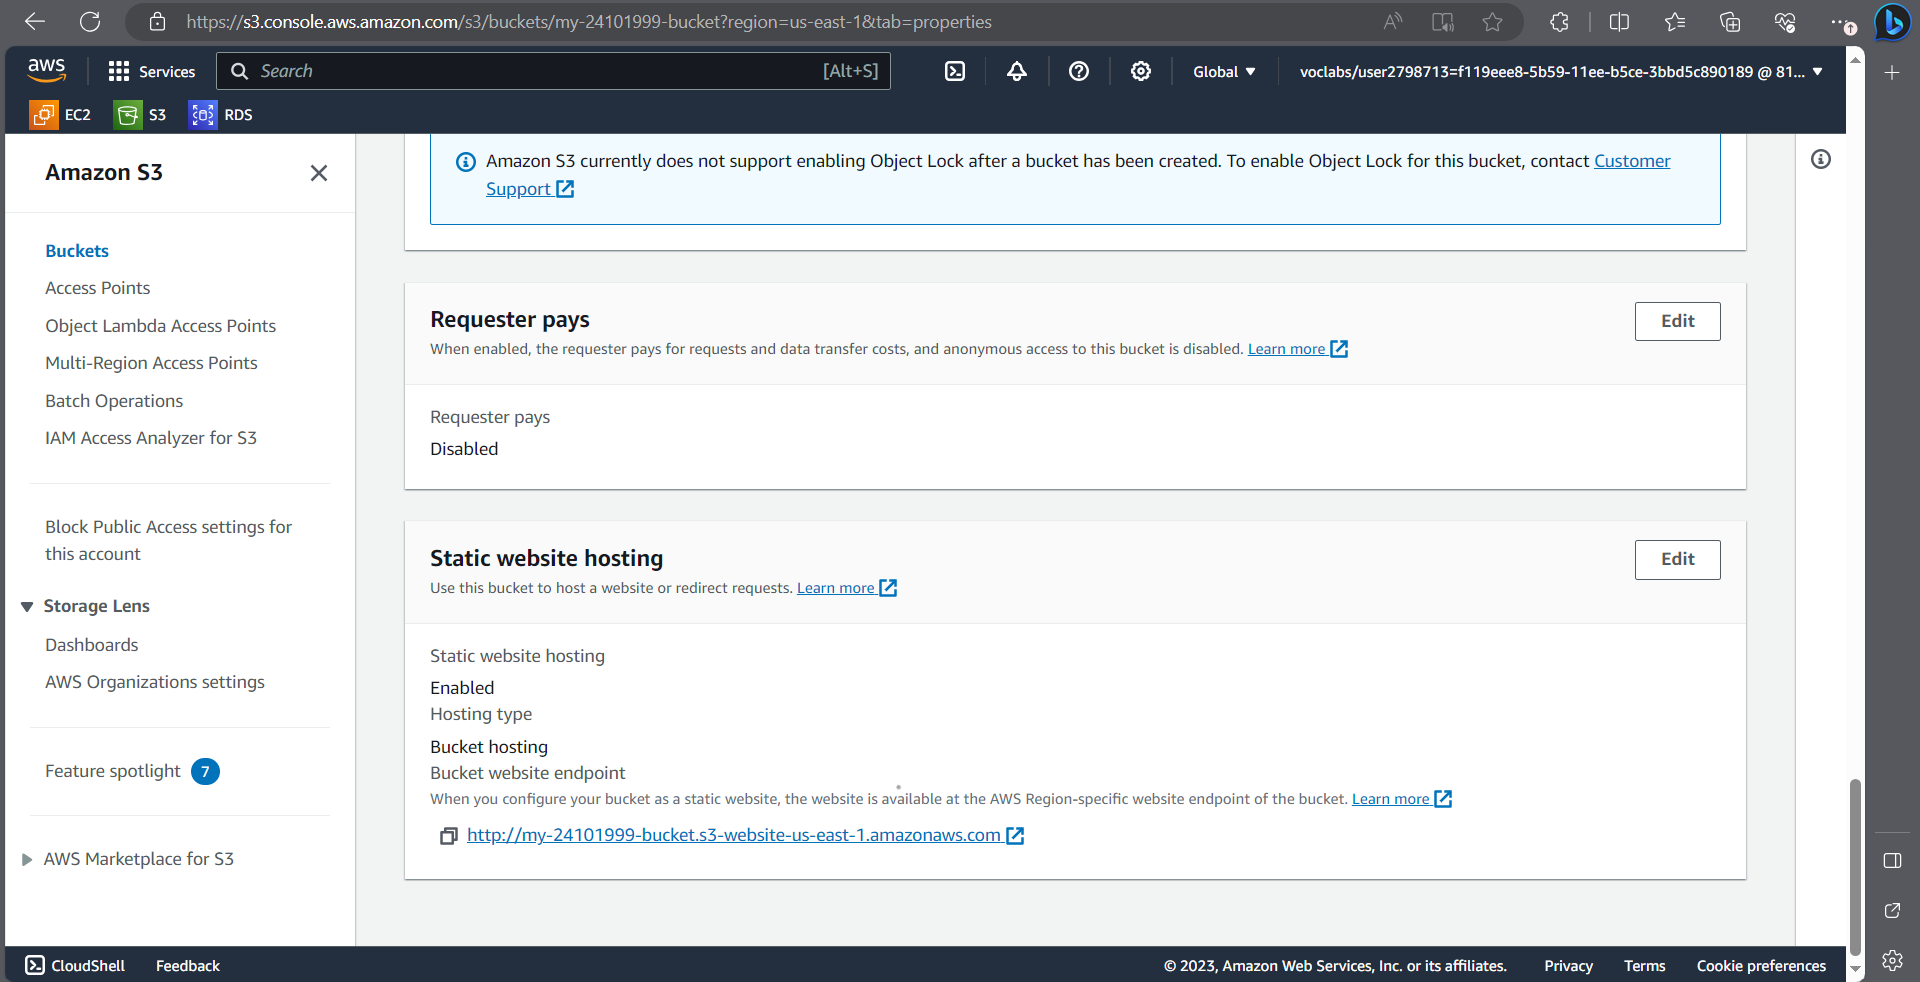 https://s3.console.aws.amazon.com/s3/buckets/my-24101999-bucket?region=us-east-1&tab=properties
aws
Services
Search
[Alt+S]
Global
voclabs/user2798713=f119eee8-5b59-11ee-b5ce-3bbd5c890189 @ 81...
EC2
S3
RDS
Amazon S3
Buckets
Access Points
Object Lambda Access Points
Multi-Region Access Points
Batch Operations
IAM Access Analyzer for S3
Block Public Access settings for
this account
Storage Lens
Dashboards
AWS Organizations settings
Feature spotlight 7
AWS Marketplace for S3
Amazon S3 currently does not support enabling Object Lock after a bucket has been created. To enable Object Lock for this bucket, contact Customer
Support
Requester pays
Edit
When enabled, the requester pays for requests and data transfer costs, and anonymous access to this bucket is disabled. Learn more
Requester pays
Disabled
Static website hosting
Edit
Use this bucket to host a website or redirect requests. Learn more
Static website hosting
Enabled
Hosting type
Bucket hosting
Bucket website endpoint
When you configure your bucket as a static website, the website is available at the AWS Region-specific website endpoint of the bucket. Learn more
http://my-24101999-bucket.s3-website-us-east-1.amazonaws.com
CloudShell
Feedback
© 2023, Amazon Web Services, Inc. or its affiliates.
Privacy
Terms
Cookie preferences